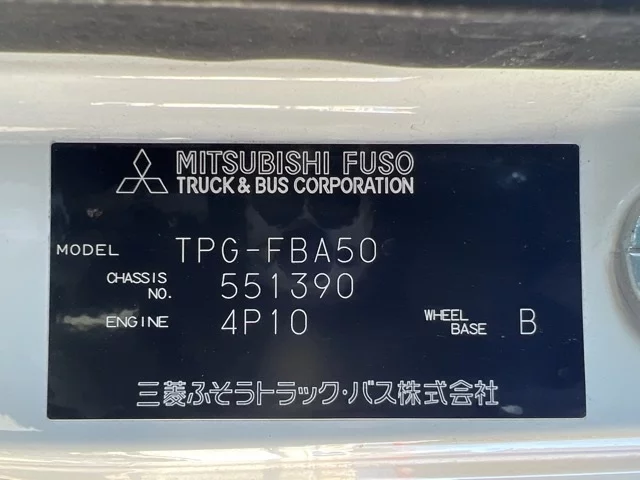 MITSUBISHI FUSO
TRUCK & BUS CORPORATION
MODEL TPG-FBA50
CHASSIS NO. 551390
ENGINE 4P10 WHEEL BASE B
三菱ふそうトラック・バス株式会社